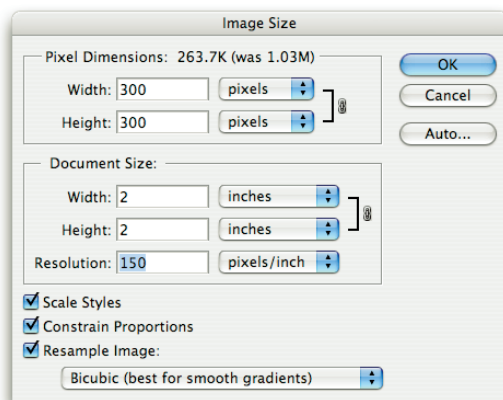 Image Size
Pixel Dimensions: 263.7K (was 1.03M)
OK
Width: 300 pixels
Cancel
Height: 300 pixels
Auto...
Document Size:
Width: 2 inches
Height: 2 inches
Resolution: 150 pixels/inch
Scale Styles
Constrain Proportions
Resample Image:
Bicubic (best for smooth gradients)